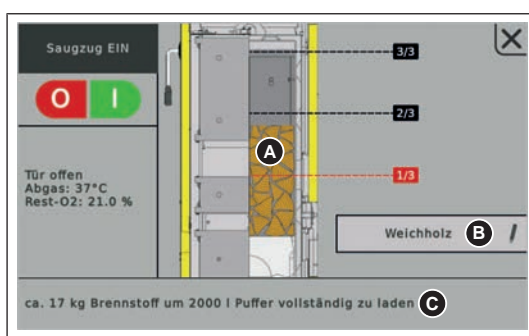 Saugzug EIN
O I
Tür offen
Abgas: 37°C
Rest-O2: 21.0 %
3/3
2/3
A
1/3
Weichholz B
ca. 17 kg Brennstoff um 2000 l Puffer vollständig zu laden C